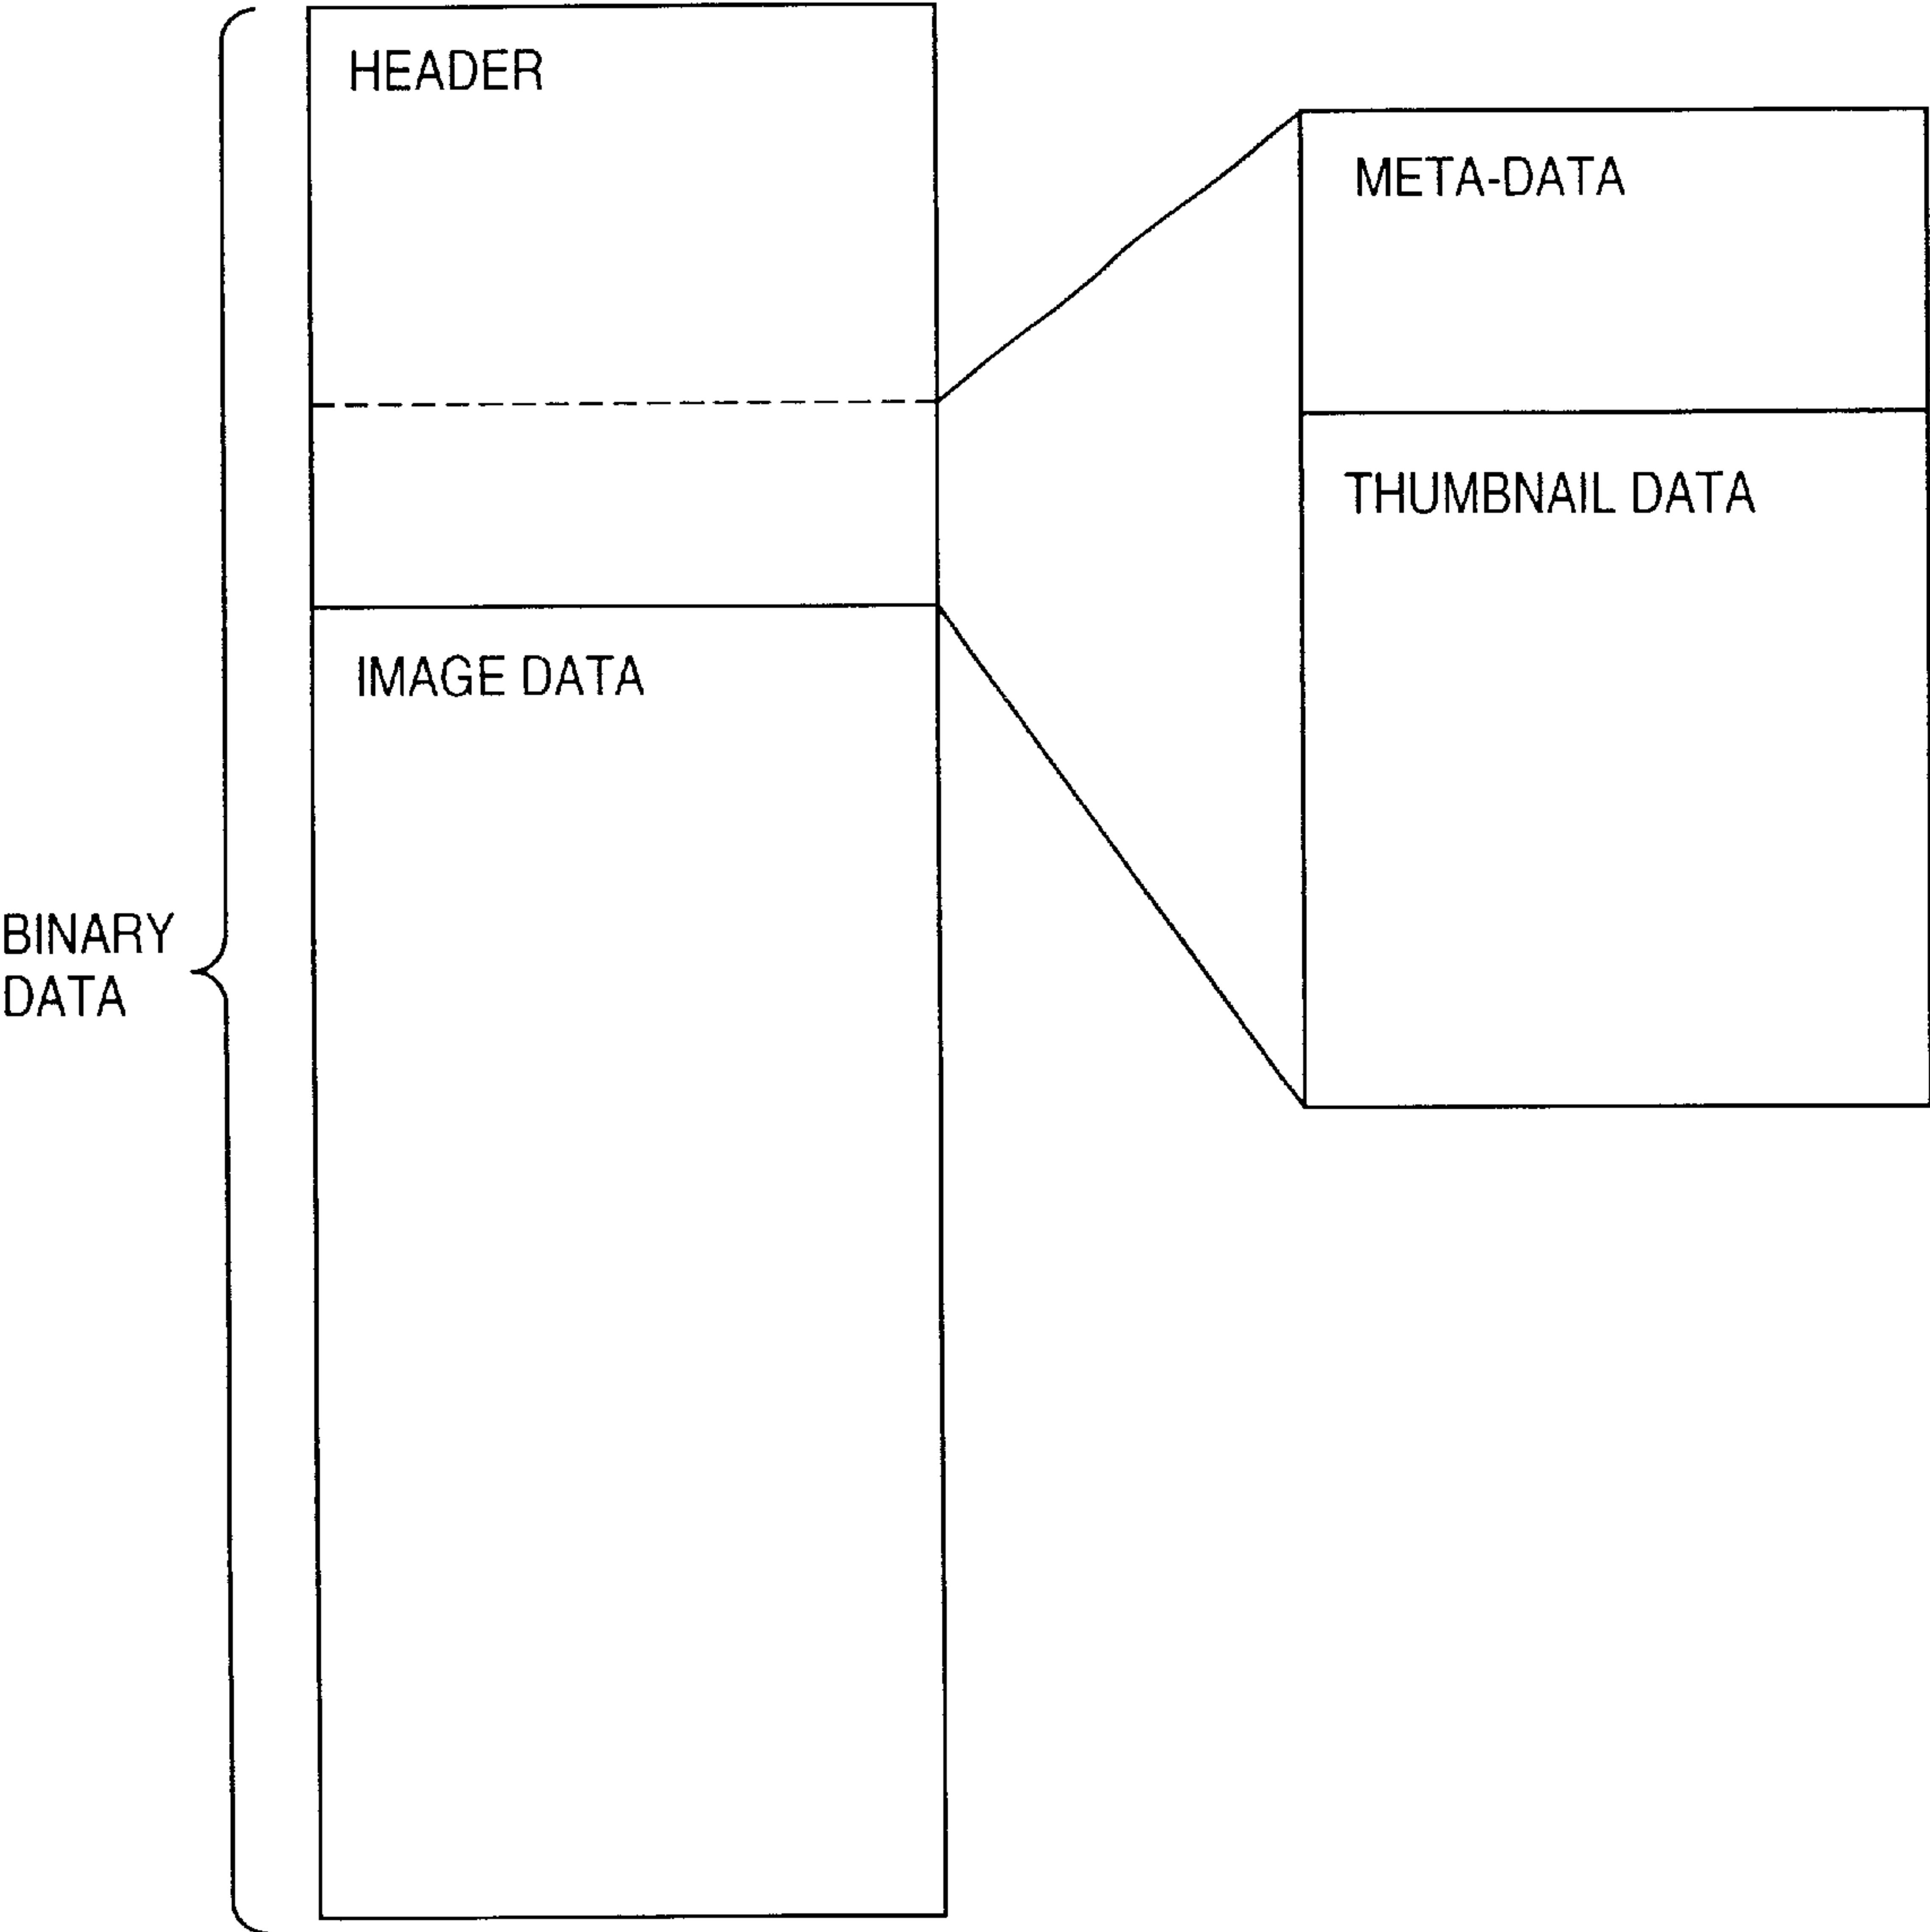 HEADER
META-DATA
THUMBNAIL DATA
IMAGE DATA
BINARY
DATA